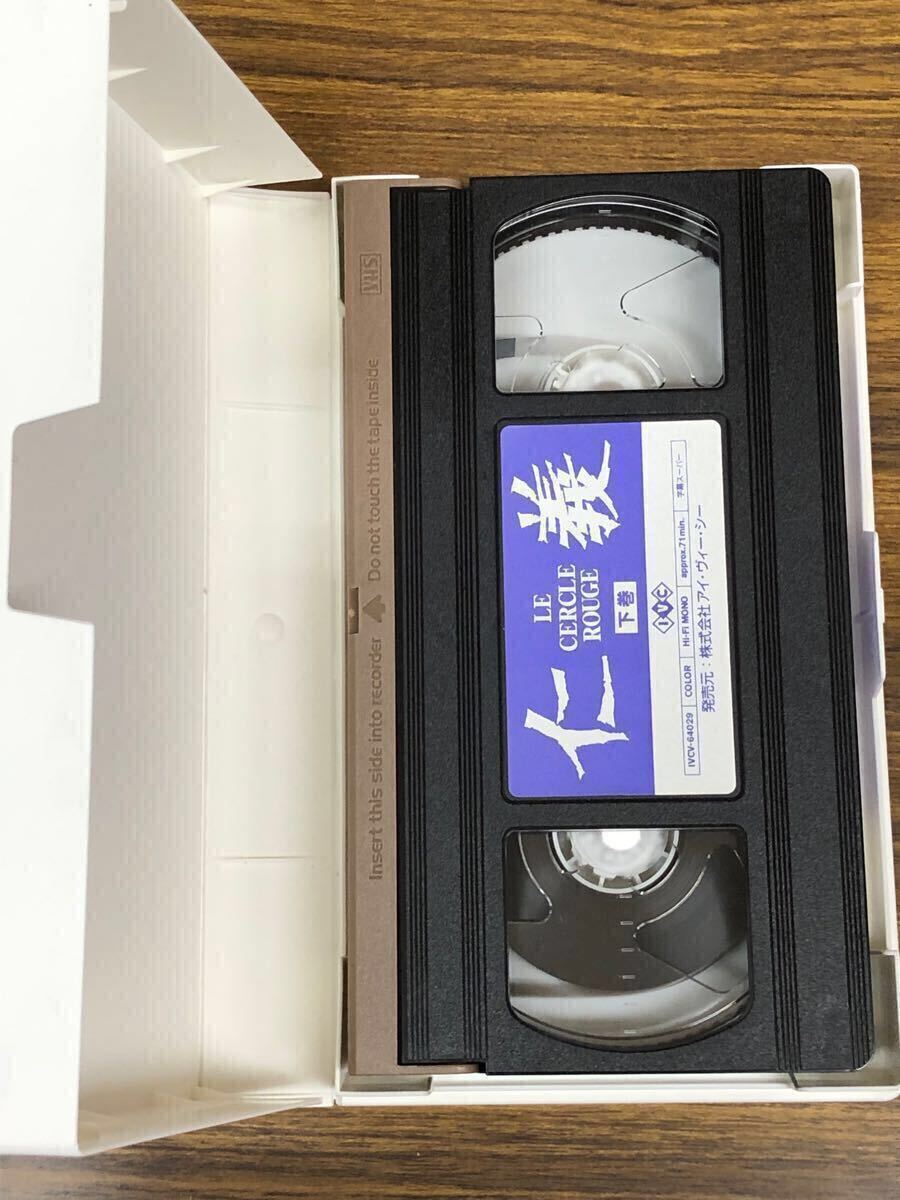 VHS
Insert this side into recorder Do not touch the tape inside
仁義
LE
CERCLE
ROUGE
下巻
IVC
IVCV-64029 COLOR Hi-Fi MONO approx.71min. 字幕スーパー
発売元：株式会社 アイ・ヴィー・シー